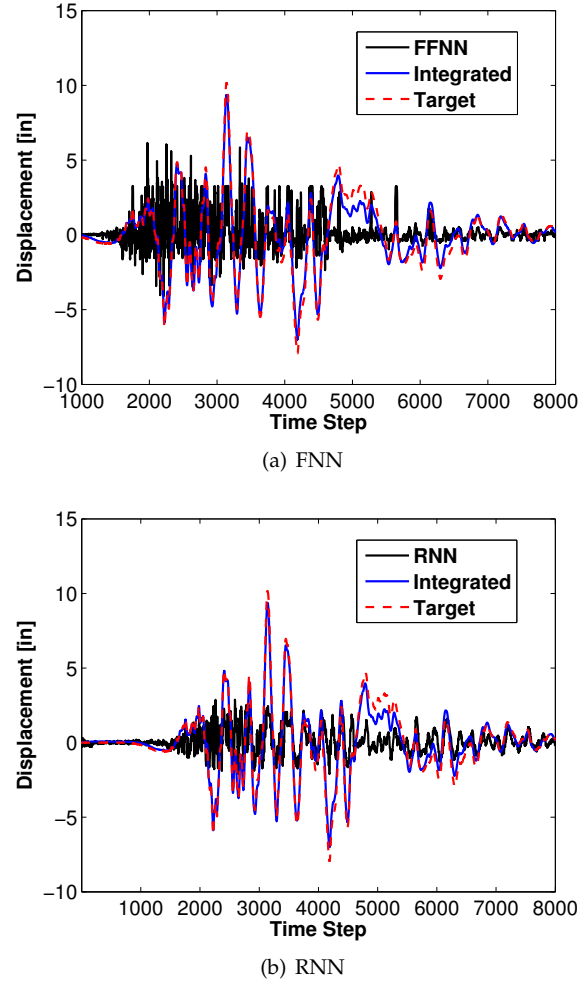 15
10
5
0
−5
−10
Displacement [in]
FFNN
Integrated
Target
1000 2000 3000 4000 5000 6000 7000 8000
Time Step
(a) FNN
15
10
5
0
−5
−10
Displacement [in]
RNN
Integrated
Target
1000 2000 3000 4000 5000 6000 7000 8000
Time Step
(b) RNN